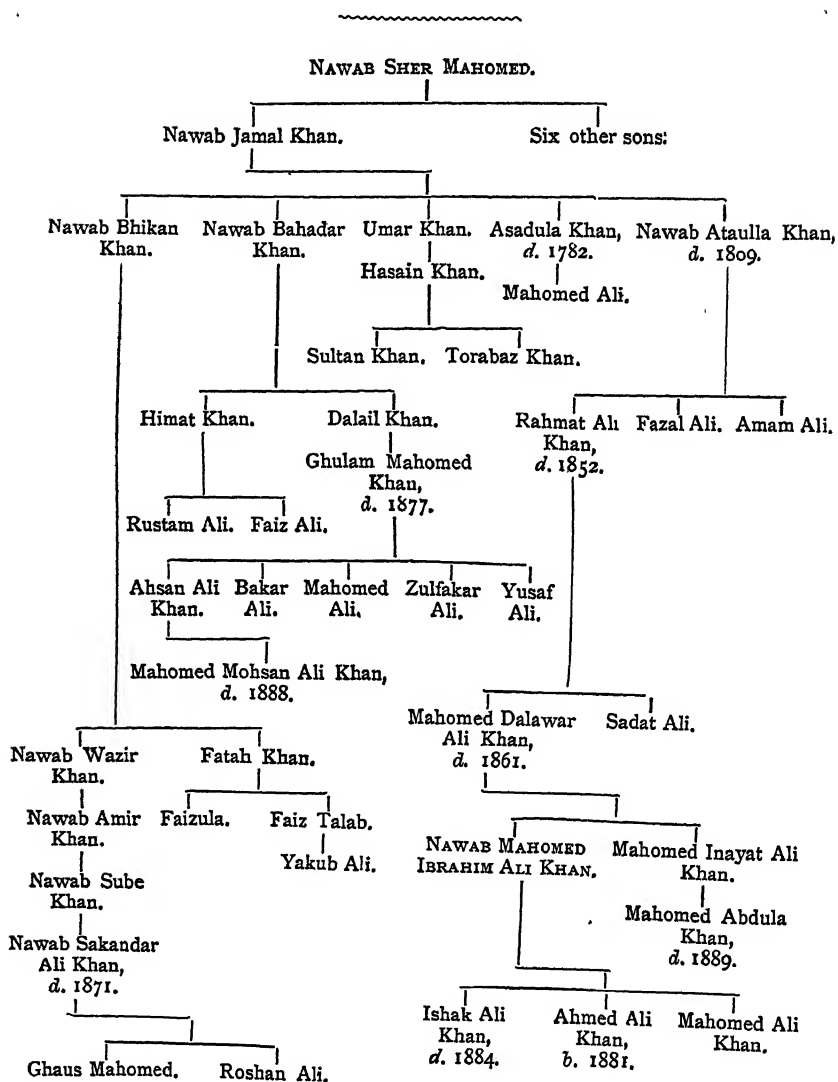 NAWAB SHER MAHOMED.
Nawab Jamal Khan. Six other sons:
Nawab Bhikan Khan.
Nawab Bahadar Khan.
Umar Khan.
Asadula Khan, d. 1782.
Nawab Ataulla Khan, d. 1809.
Hasain Khan.
Mahomed Ali.
Sultan Khan. Torabaz Khan.
Himat Khan. Dalail Khan.
Rahmat Ali Khan, d. 1852.
Fazal Ali. Amam Ali.
Ghulam Mahomed Khan, d. 1877.
Rustam Ali. Faiz Ali.
Ahsan Ali Khan.
Bakar Ali.
Mahomed Ali.
Zulfakar Ali.
Yusaf Ali.
Mahomed Mohsan Ali Khan, d. 1888.
Mahomed Dalawar Ali Khan, d. 1861.
Sadat Ali.
Nawab Wazir Khan.
Fatah Khan.
Nawab Amir Khan.
Faizula. Faiz Talab.
Yakub Ali.
NAWAB MAHOMED IBRAHIM ALI KHAN.
Mahomed Inayat Ali Khan.
Nawab Sube Khan.
Mahomed Abdula Khan, d. 1889.
Nawab Sakandar Ali Khan, d. 1871.
Ishak Ali Khan, d. 1884.
Ahmed Ali Khan, b. 1881.
Mahomed Ali Khan.
Ghaus Mahomed. Roshan Ali.